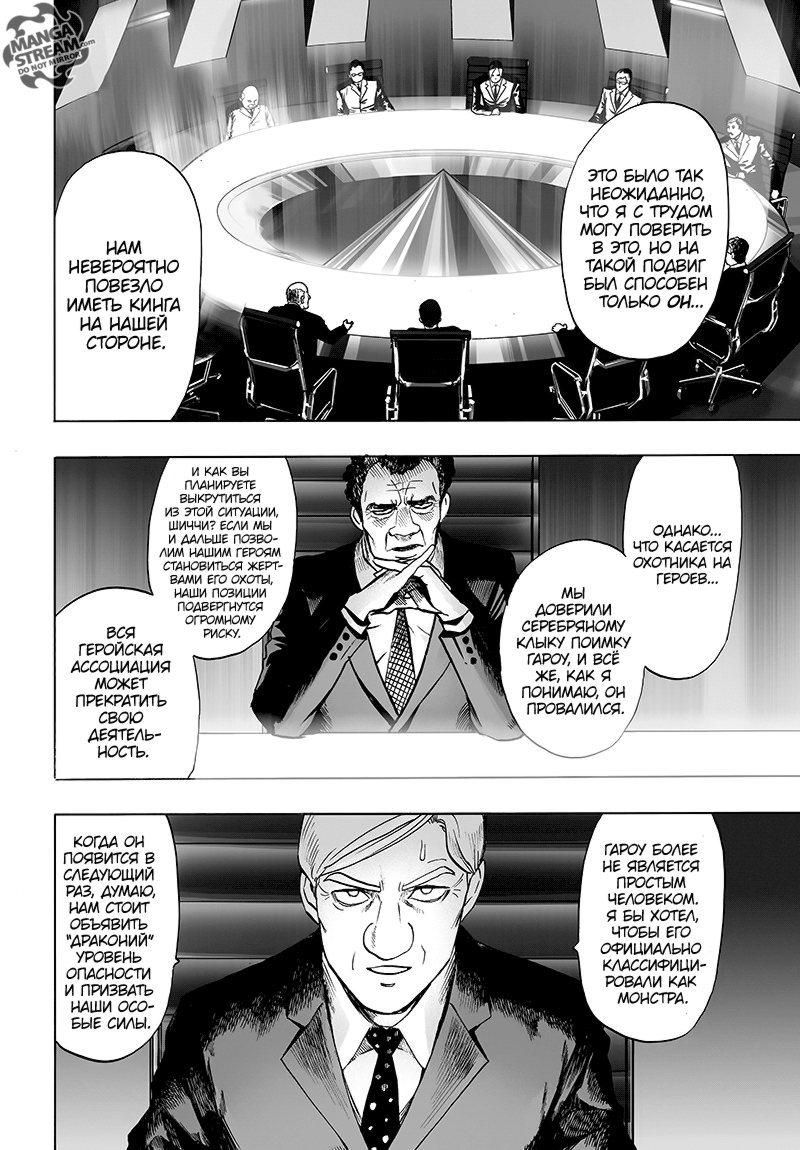 MANGA
STREAM.com
DO NOT MIRROR
ЭТО БЫЛО ТАК
НЕОЖИДАННО,
ЧТО Я С ТРУДОМ
МОГУ ПОВЕРИТЬ
В ЭТО, НО НА
ТАКОЙ ПОДВИГ
БЫЛ СПОСОБЕН
ТОЛЬКО ОН...
НАМ
НЕВЕРОЯТНО
ПОВЕЗЛО
ИМЕТЬ КИНГА
НА НАШЕЙ
СТОРОНЕ.
ОДНАКО...
ЧТО КАСАЕТСЯ
ОХОТНИКА НА
ГЕРОЕВ...
МЫ
ДОВЕРИЛИ
СЕРЕБРЯНОМУ
КЛЫКУ ПОИМКУ
ГАРОУ, И ВСЁ
ЖЕ, КАК Я
ПОНИМАЮ, ОН
ПРОВАЛИЛСЯ.
И КАК ВЫ
ПЛАНИРУЕТЕ
ВЫКРУТИТЬСЯ
ИЗ ЭТОЙ СИТУАЦИИ,
ШИЧЧИ? ЕСЛИ МЫ
И ДАЛЬШЕ ПОЗВО-
ЛИМ НАШИМ ГЕРОЯМ
СТАНОВИТЬСЯ ЖЕРТ-
ВАМИ ЕГО ОХОТЫ,
НАШИ ПОЗИЦИИ
ПОДВЕРГНУТСЯ
ОГРОМНОМУ
РИСКУ.
ВСЯ
ГЕРОЙСКАЯ
АССОЦИАЦИЯ
МОЖЕТ
ПРЕКРАТИТЬ
СВОЮ
ДЕЯТЕЛЬ-
НОСТЬ.
ГАРОУ БОЛЕЕ
НЕ ЯВЛЯЕТСЯ
ПРОСТЫМ
ЧЕЛОВЕКОМ.
Я БЫ ХОТЕЛ,
ЧТОБЫ ЕГО
ОФИЦИАЛЬНО
КЛАССИФИЦИ-
РОВАЛИ КАК
МОНСТРА.
КОГДА ОН
ПОЯВИТСЯ В
СЛЕДУЮЩИЙ
РАЗ, ДУМАЮ,
НАМ СТОИТ
ОБЪЯВИТЬ
"ДРАКОНИЙ"
УРОВЕНЬ
ОПАСНОСТИ
И ПРИЗВАТЬ
НАШИ ОСО-
БЫЕ СИЛЫ.